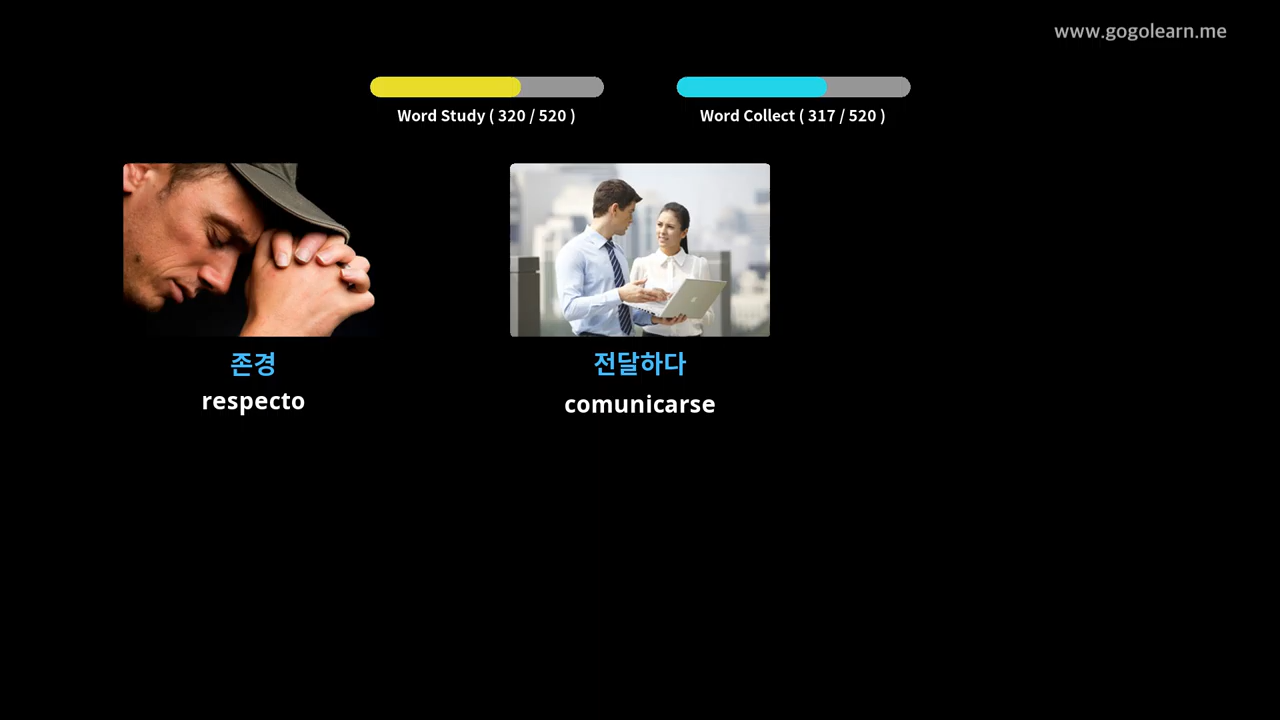 www.gogolearn.me
Word Study ( 320 / 520 )
Word Collect ( 317 / 520 )
존경
respecto
전달하다
comunicarse